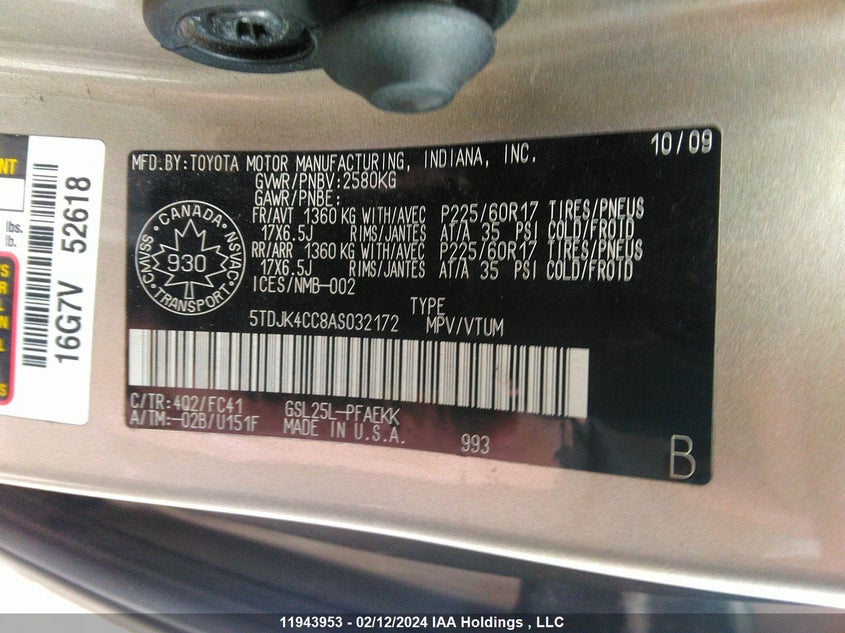 MFD.BY:TOYOTA MOTOR MANUFACTURING, INDIANA, INC. 10/09
GVWR/PNBV:2580KG
GAWR/PNBE:
FR/AVT 1360 KG WITH/AVEC P225/60R17 TIRES/PNEUS
17X6.5J RIMS/JANTES AT/A 35 PSI COLD/FROID
RR/ARR 1360 KG WITH/AVEC P225/60R17 TIRES/PNEUS
17X6.5J RIMS/JANTES AT/A 35 PSI COLD/FROID
ICES/NMB-002
TYPE
5TDJK4CC8AS032172 MPV/VTUM
CANADA
CMVSS
NSVAC
930
TRANSPORT
C/TR:4Q2/FC41 GSL25L-PFAEKK
A/TM:-02B/U151F MADE IN U.S.A. 993
B
16G7V 52618
lbs.
lb.
11943953 - 02/12/2024 IAA Holdings , LLC